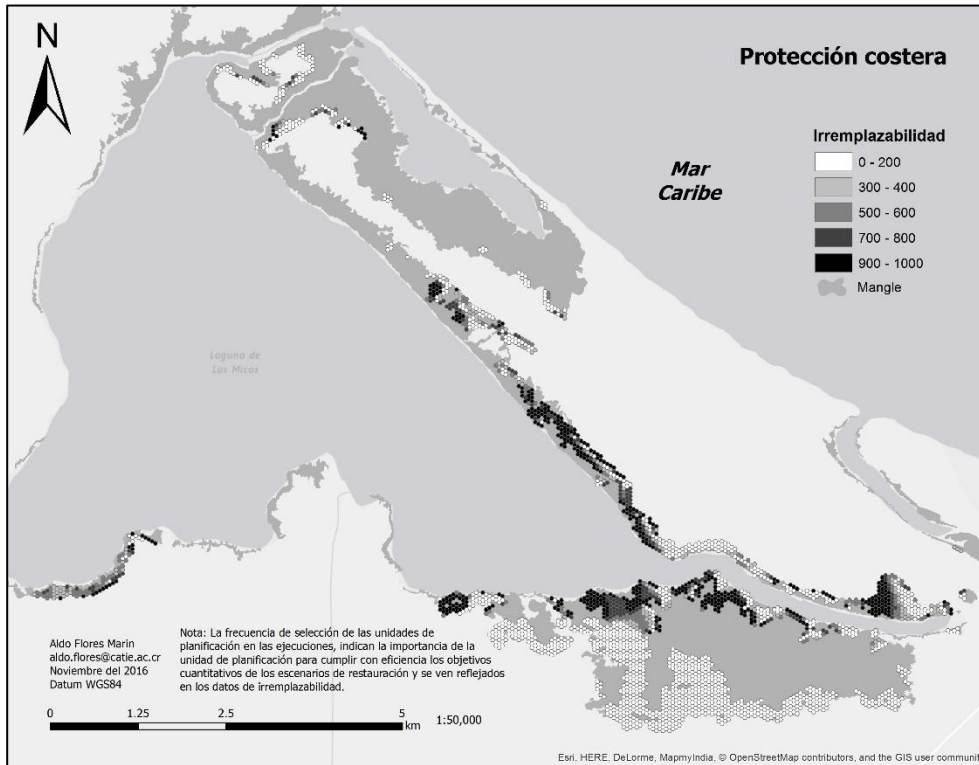 N
Protección costera
Irremplazabilidad
0 - 200
300 - 400
500 - 600
700 - 800
900 - 1000
Mangle
Mar
Caribe
Laguna de
Los Micos
Aldo Flores Marin
aldo.flores@catie.ac.cr
Noviembre del 2016
Datum WGS84
Nota: La frecuencia de selección de las unidades de
planificación en las ejecuciones, indican la importancia de la
unidad de planificación para cumplir con eficiencia los objetivos
cuantitativos de los escenarios de restauración y se ven reflejados
en los datos de irremplazabilidad.
0 1.25 2.5 5
km
1:50,000
Esri, HERE, DeLorme, MapmyIndia, © OpenStreetMap contributors, and the GIS user communit